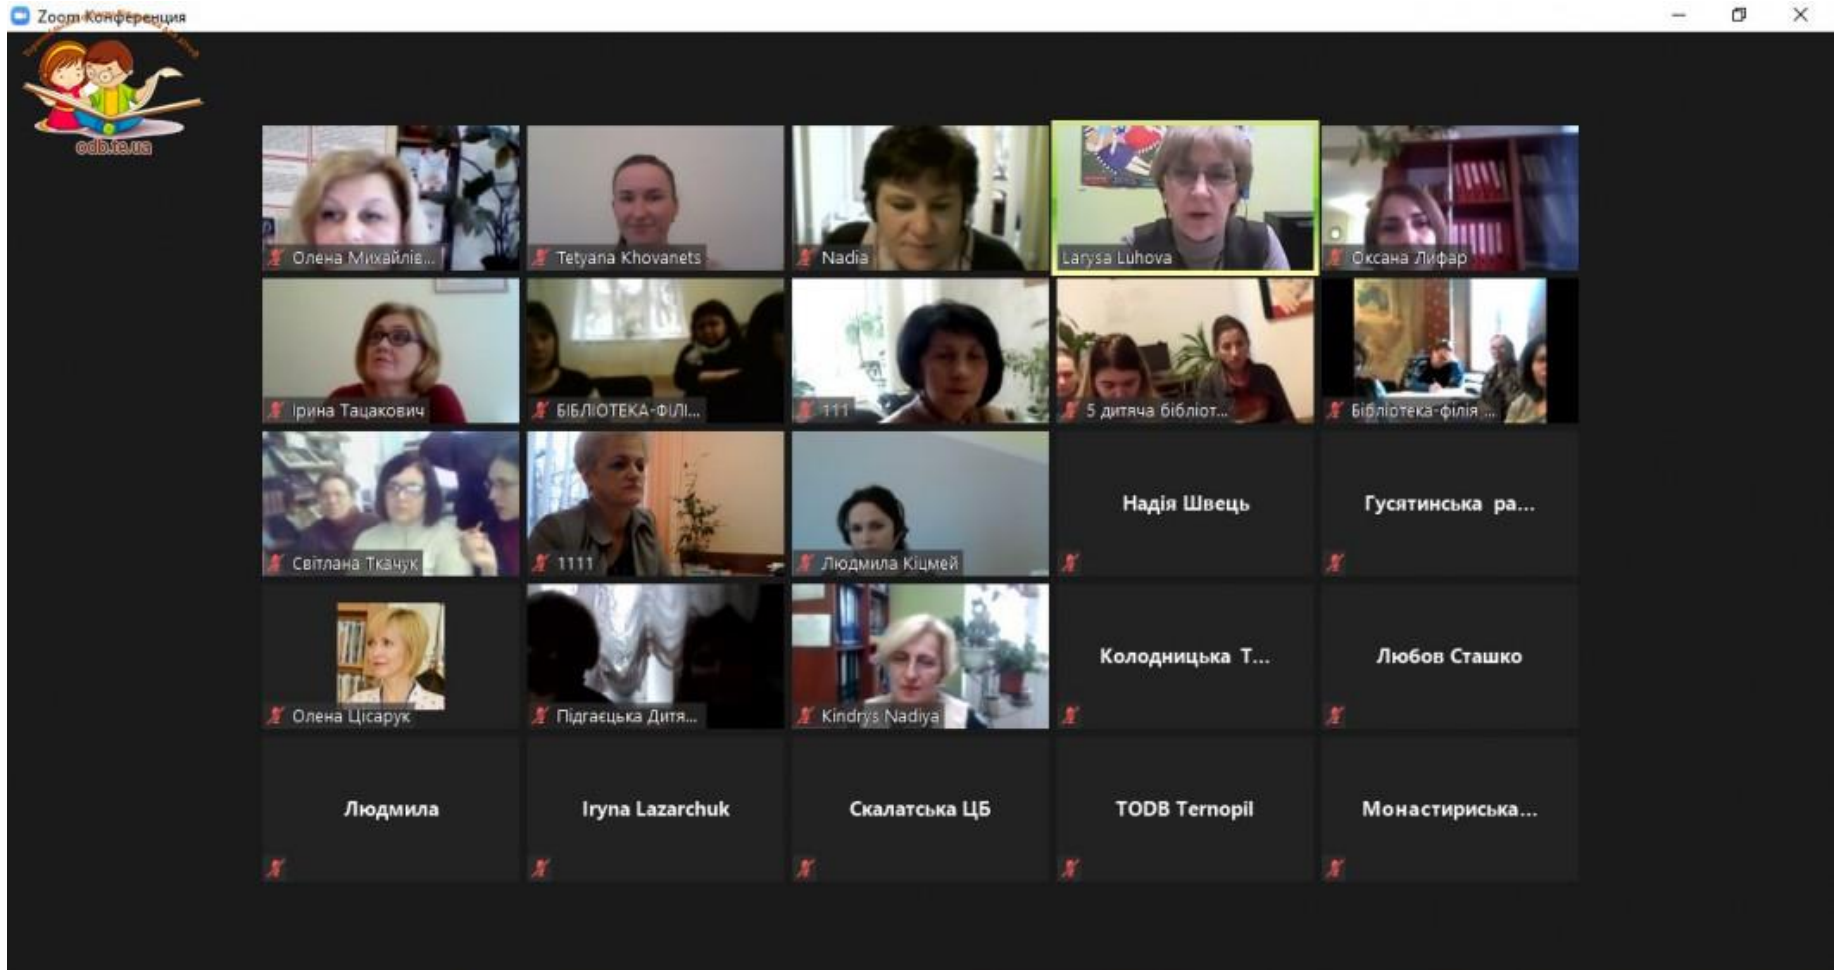 Zoom Конференция
odb.te.ua
Олена Михайлів...
Tetyana Khovanets
Nadia
Larysa Luhova
Оксана Лифар
Ірина Тацакович
БІБЛІОТЕКА-ФІЛІ...
111
5 дитяча бібліот...
Бібліотека-філія ...
Світлана Ткачук
1111
Людмила Кіцмей
Надія Швець
Гусятинська ра...
Олена Цісарук
Підгаєцька Дитя...
Kindrys Nadiya
Колодницька Т...
Любов Сташко
Людмила
Iryna Lazarchuk
Скалатська ЦБ
TODB Ternopil
Монастириська...